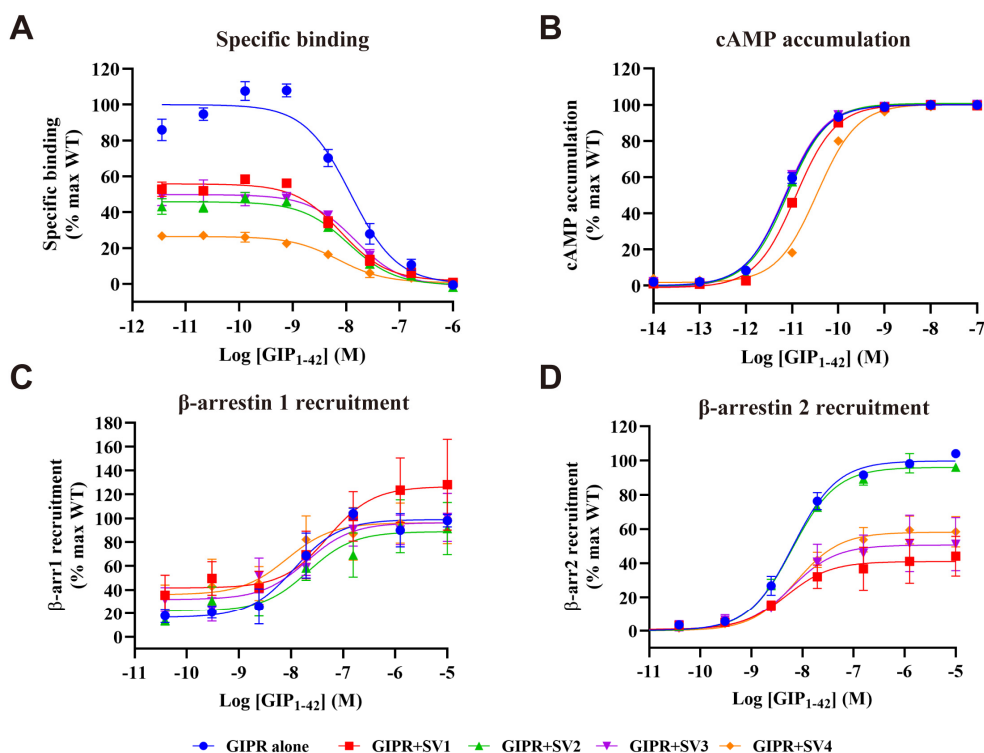 A
Specific binding
Specific binding
(% max WT)
120
100
80
60
40
20
0
-12 -11 -10 -9 -8 -7 -6
Log [GIP1-42] (M)
B
cAMP accumulation
cAMP accumulation
(% max WT)
120
100
80
60
40
20
0
-14 -13 -12 -11 -10 -9 -8 -7
Log [GIP1-42] (M)
C
β-arrestin 1 recruitment
β-arr1 recruitment
(% max WT)
180
160
140
120
100
80
60
40
20
0
-11 -10 -9 -8 -7 -6 -5
Log [GIP1-42] (M)
D
β-arrestin 2 recruitment
β-arr2 recruitment
(% max WT)
120
100
80
60
40
20
0
-11 -10 -9 -8 -7 -6 -5
Log [GIP1-42] (M)
GIPR alone GIPR+SV1 GIPR+SV2 GIPR+SV3 GIPR+SV4